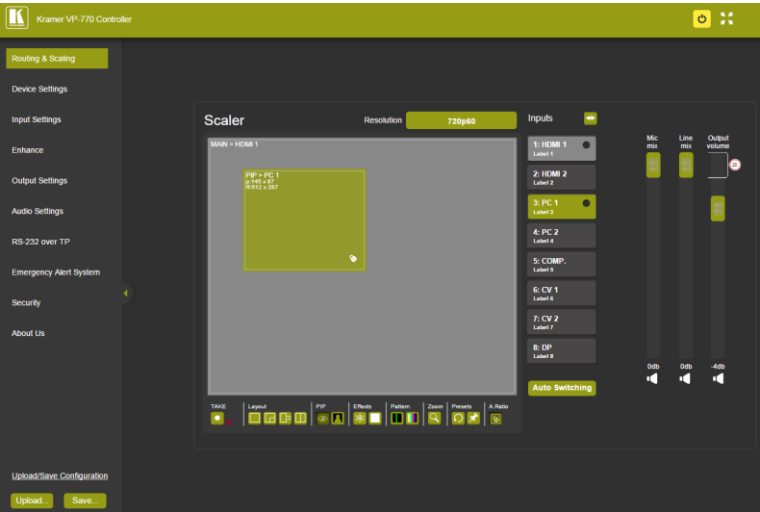 Kramer VP-770 Controller
Routing & Scaling
Device Settings
Input Settings
Enhance
Output Settings
Audio Settings
RS-232 over TP
Emergency Alert System
Security
About Us
Upload/Save Configuration
Upload...
Save...
Scaler
Resolution
720p60
MAIN > HDMI 1
PIP > PC 1
TAKE
Layout
PIP
Effects
Pattern
Zoom
Presets
A.Ratio
Inputs
1: HDMI 1
Label 1
2: HDMI 2
Label 2
3: PC 1
Label 3
4: PC 2
Label 4
5: COMP.
Label 5
6: CV 1
Label 6
7: CV 2
Label 7
8: DP
Label 8
Auto Switching
Mic
mix
Line
mix
Output
volume
0db
0db
-4db